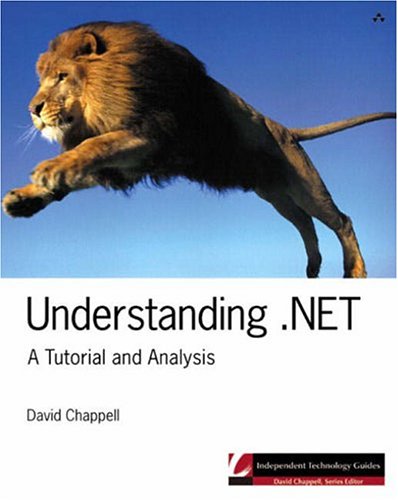 Understanding .NET
A Tutorial and Analysis
David Chappell
Independent Technology Guides
David Chappell, Series Editor